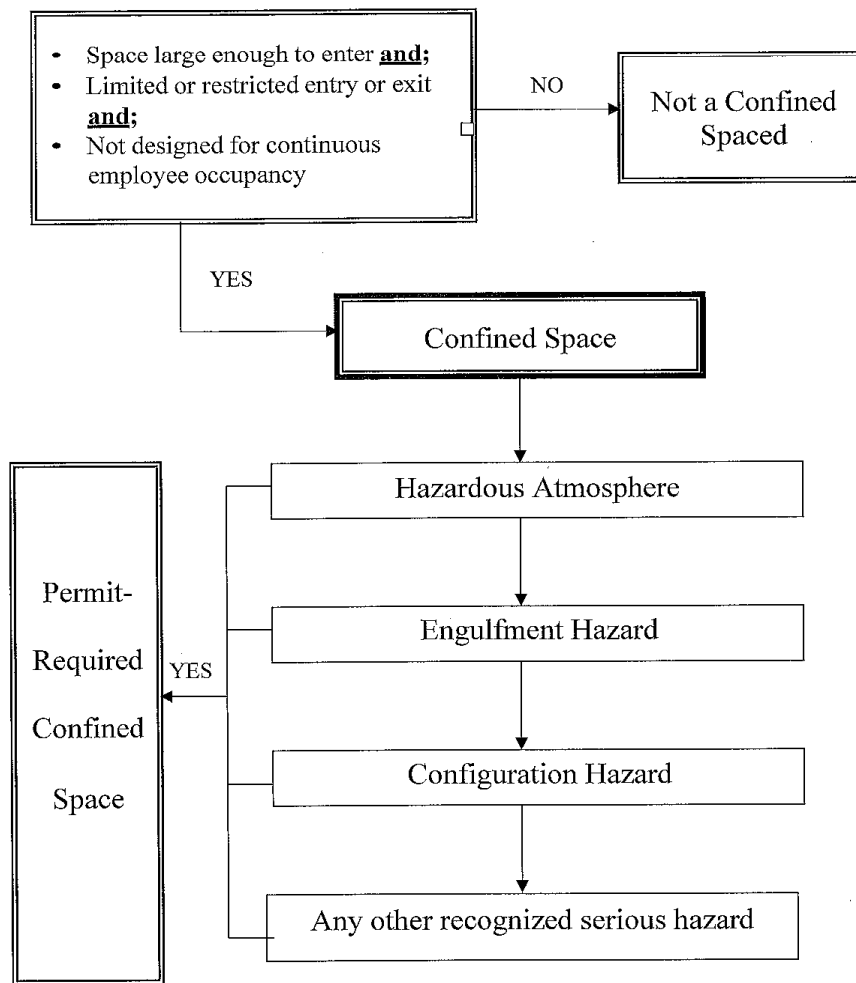 • Space large enough to enter and;
• Limited or restricted entry or exit
and;
• Not designed for continuous
employee occupancy
NO
Not a Confined
Spaced
YES
Confined Space
Hazardous Atmosphere
Engulfment Hazard
Configuration Hazard
Any other recognized serious hazard
YES
Permit-
Required
Confined
Space